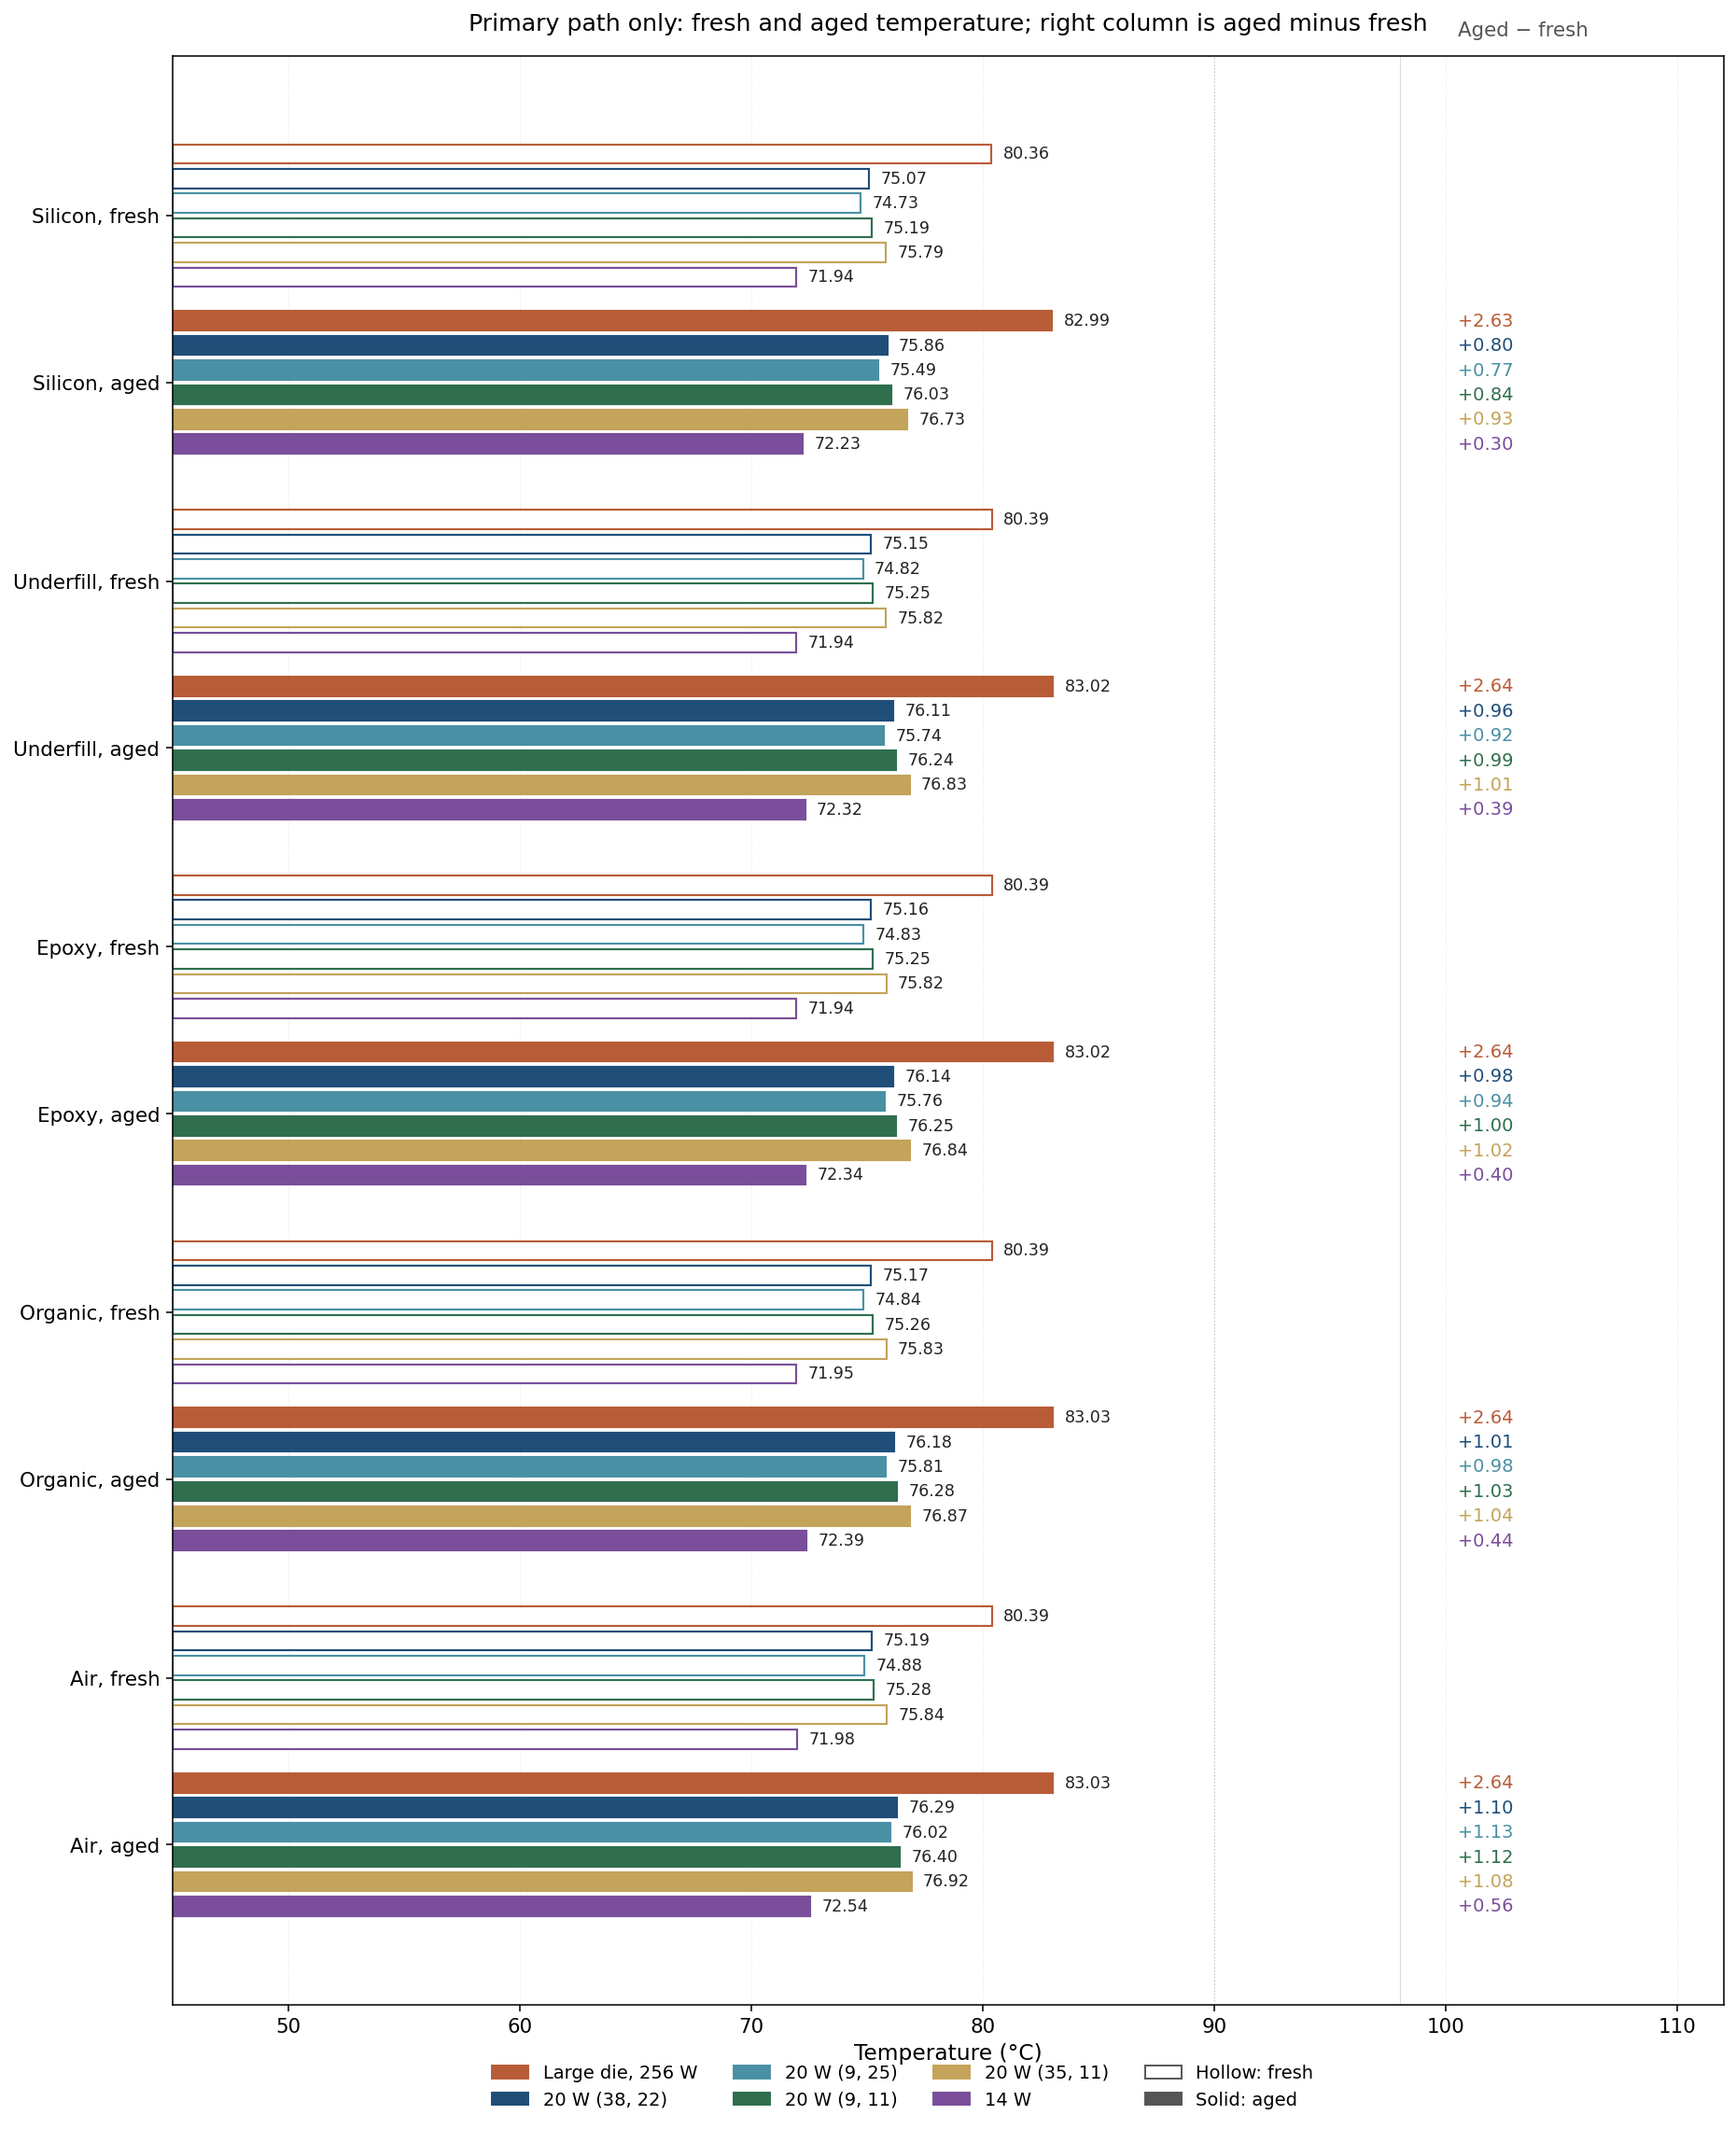 Primary path only: fresh and aged temperature; right column is aged minus fresh
Aged − fresh
Silicon, fresh
80.36
75.07
74.73
75.19
75.79
71.94
Silicon, aged
82.99 +2.63
75.86 +0.80
75.49 +0.77
76.03 +0.84
76.73 +0.93
72.23 +0.30
Underfill, fresh
80.39
75.15
74.82
75.25
75.82
71.94
Underfill, aged
83.02 +2.64
76.11 +0.96
75.74 +0.92
76.24 +0.99
76.83 +1.01
72.32 +0.39
Epoxy, fresh
80.39
75.16
74.83
75.25
75.82
71.94
Epoxy, aged
83.02 +2.64
76.14 +0.98
75.76 +0.94
76.25 +1.00
76.84 +1.02
72.34 +0.40
Organic, fresh
80.39
75.17
74.84
75.26
75.83
71.95
Organic, aged
83.03 +2.64
76.18 +1.01
75.81 +0.98
76.28 +1.03
76.87 +1.04
72.39 +0.44
Air, fresh
80.39
75.19
74.88
75.28
75.84
71.98
Air, aged
83.03 +2.64
76.29 +1.10
76.02 +1.13
76.40 +1.12
76.92 +1.08
72.54 +0.56
50 60 70 80 90 100 110
Temperature (°C)
Large die, 256 W
20 W (38, 22)
20 W (9, 25)
20 W (9, 11)
20 W (35, 11)
14 W
Hollow: fresh
Solid: aged